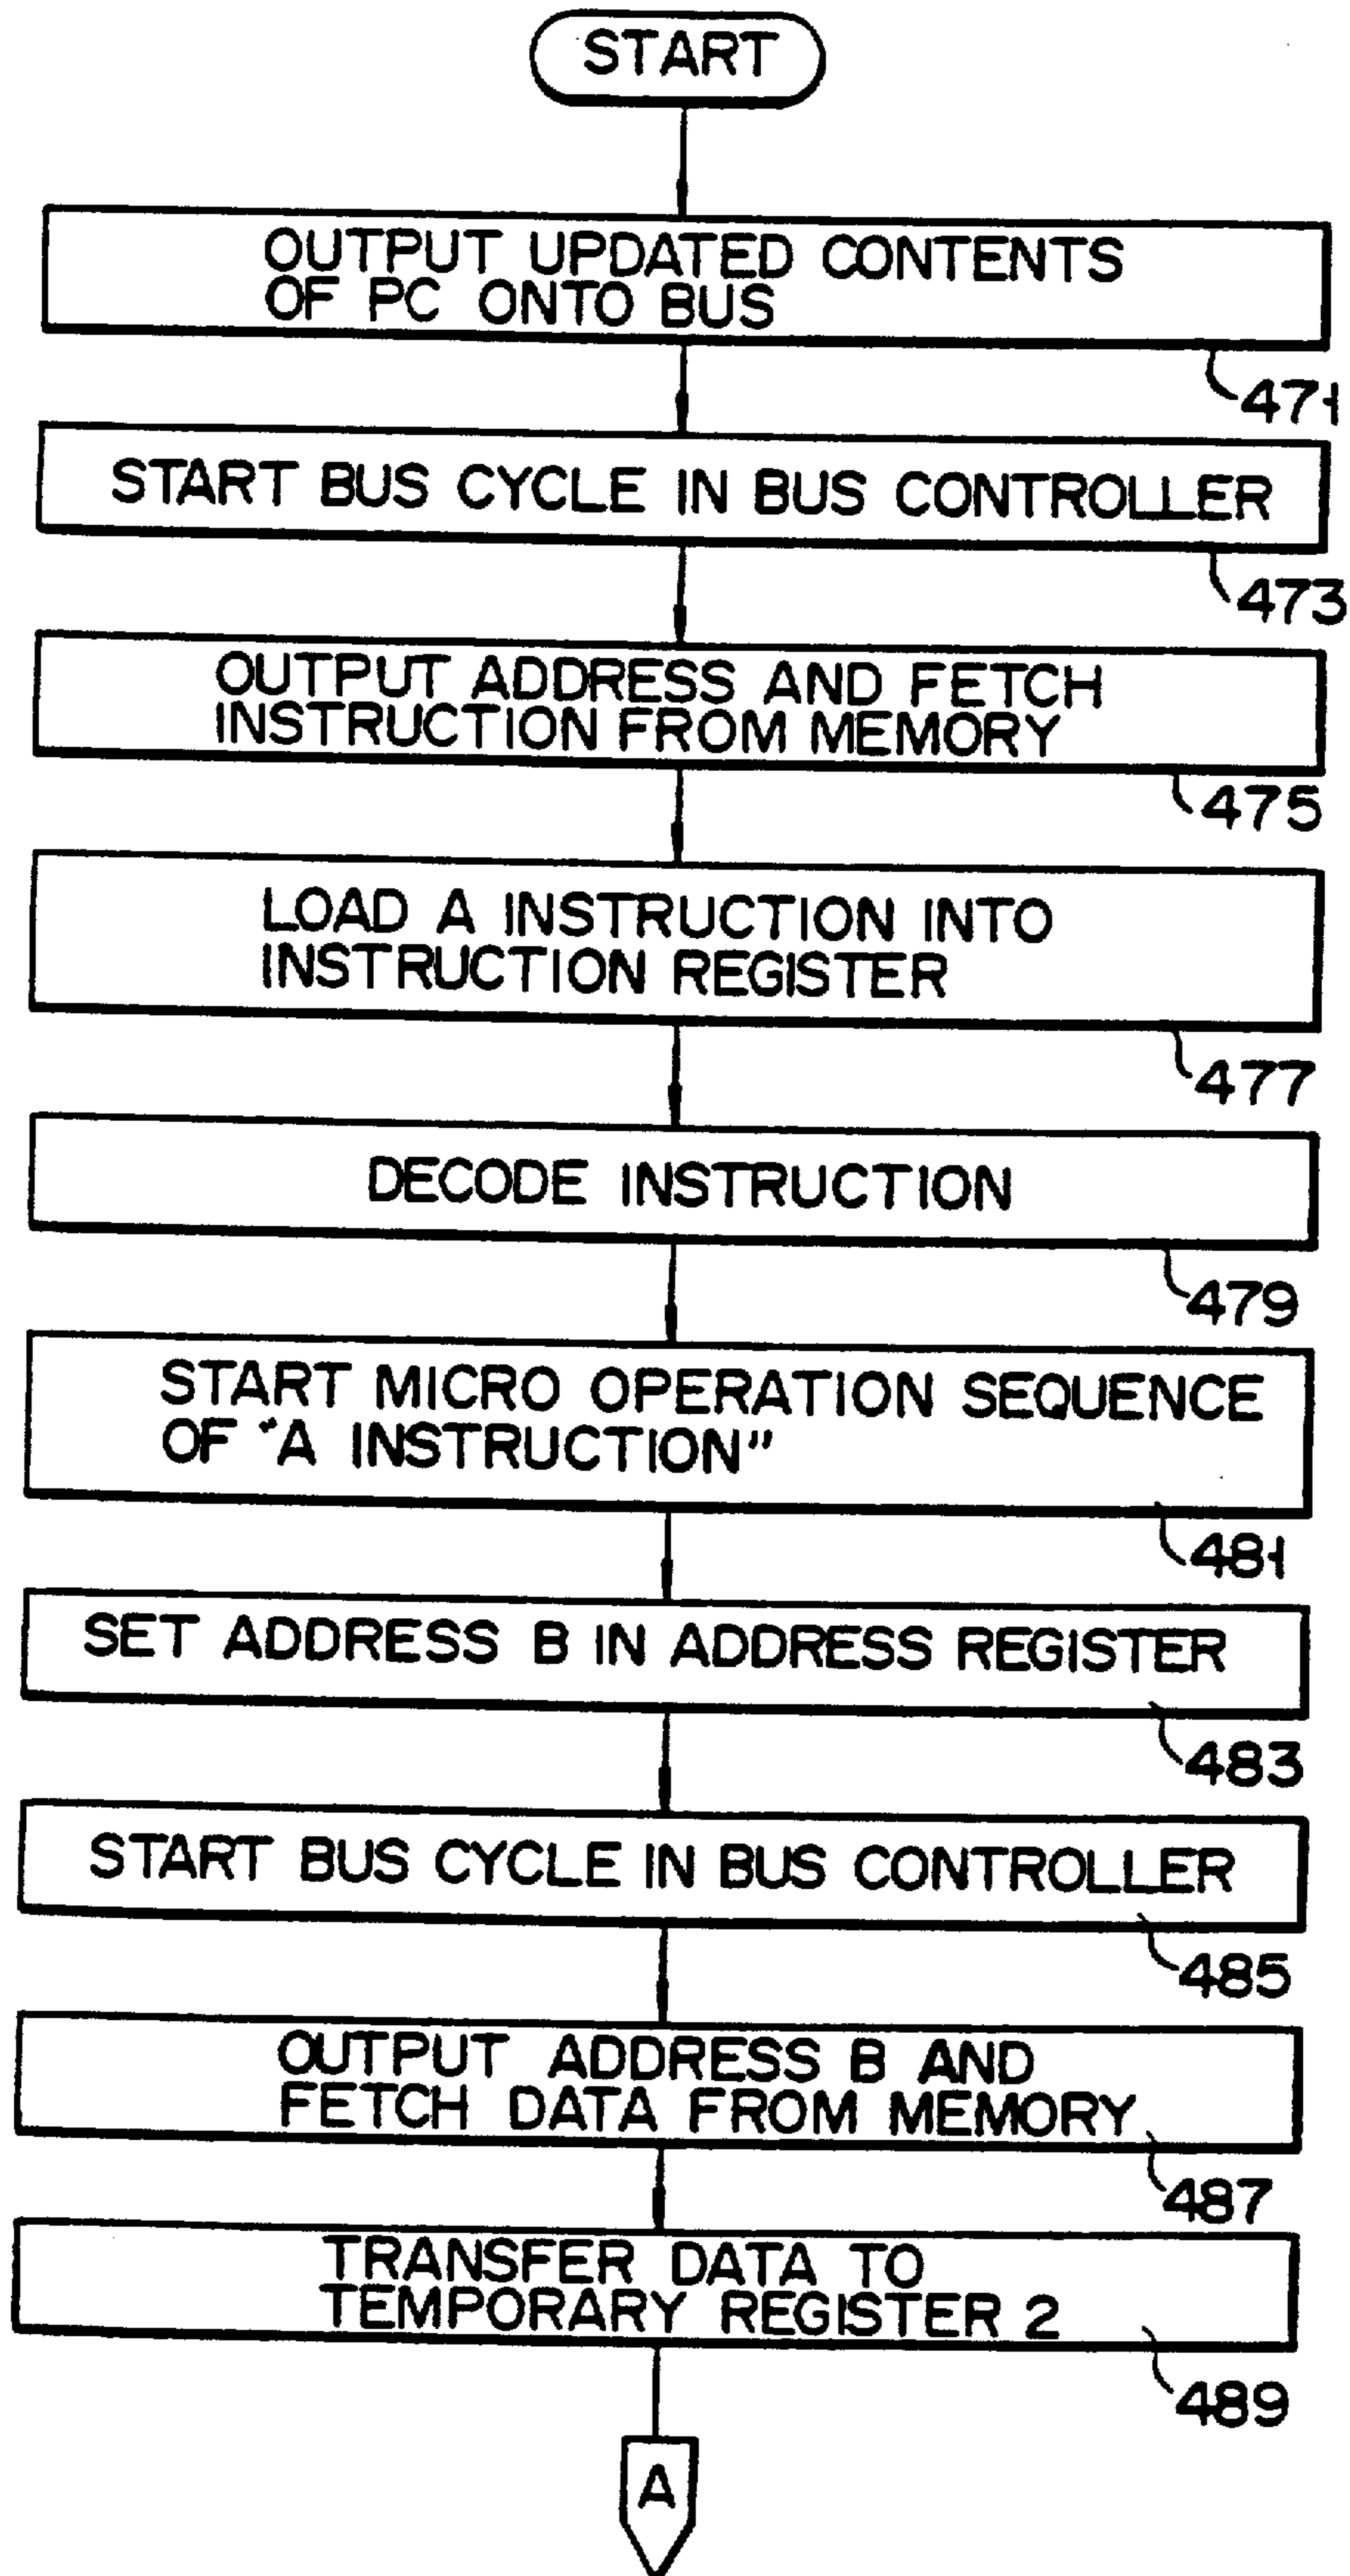 START
OUTPUT UPDATED CONTENTS
OF PC ONTO BUS
471
START BUS CYCLE IN BUS CONTROLLER
473
OUTPUT ADDRESS AND FETCH
INSTRUCTION FROM MEMORY
475
LOAD A INSTRUCTION INTO
INSTRUCTION REGISTER
477
DECODE INSTRUCTION
479
START MICRO OPERATION SEQUENCE
OF "A INSTRUCTION"
481
SET ADDRESS B IN ADDRESS REGISTER
483
START BUS CYCLE IN BUS CONTROLLER
485
OUTPUT ADDRESS B AND
FETCH DATA FROM MEMORY
487
TRANSFER DATA TO
TEMPORARY REGISTER 2
489
A